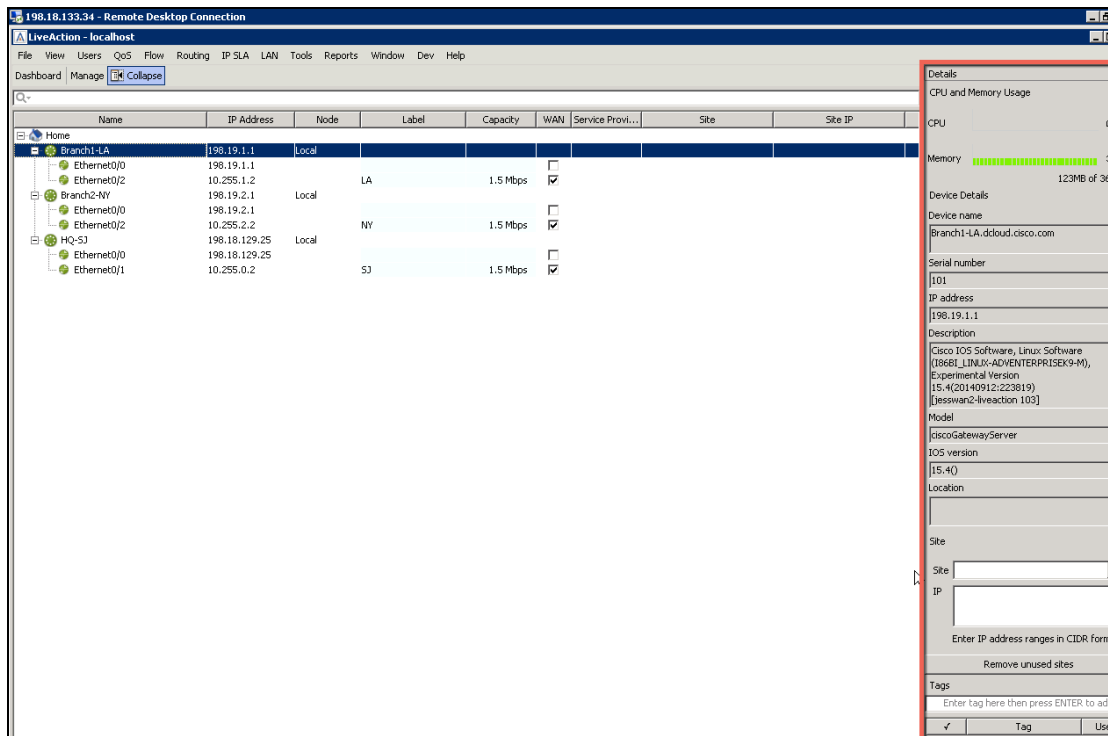 198.18.133.34 - Remote Desktop Connection
LiveAction - localhost
File View Users QoS Flow Routing IP SLA LAN Tools Reports Window Dev Help
Dashboard Manage Collapse
Name IP Address Node Label Capacity WAN Service Provi... Site Site IP
Home
Branch1-LA 198.19.1.1 Local
Ethernet0/0 198.19.1.1
Ethernet0/2 10.255.1.2 LA 1.5 Mbps
Branch2-NY 198.19.2.1 Local
Ethernet0/0 198.19.2.1
Ethernet0/2 10.255.2.2 NY 1.5 Mbps
HQ-SJ 198.18.129.25 Local
Ethernet0/0 198.18.129.25
Ethernet0/1 10.255.0.2 SJ 1.5 Mbps
Details
CPU and Memory Usage
CPU
Memory
123MB of 36
Device Details
Device name
Branch1-LA.dcloud.cisco.com
Serial number
101
IP address
198.19.1.1
Description
Cisco IOS Software, Linux Software
(I86BI_LINUX-ADVENTERPRISEK9-M),
Experimental Version
15.4(20140912:223819)
[jesswan2-liveaction 103]
Model
ciscoGatewayServer
IOS version
15.4()
Location
Site
Site
IP
Enter IP address ranges in CIDR form
Remove unused sites
Tags
Enter tag here then press ENTER to ad
✓ Tag Use